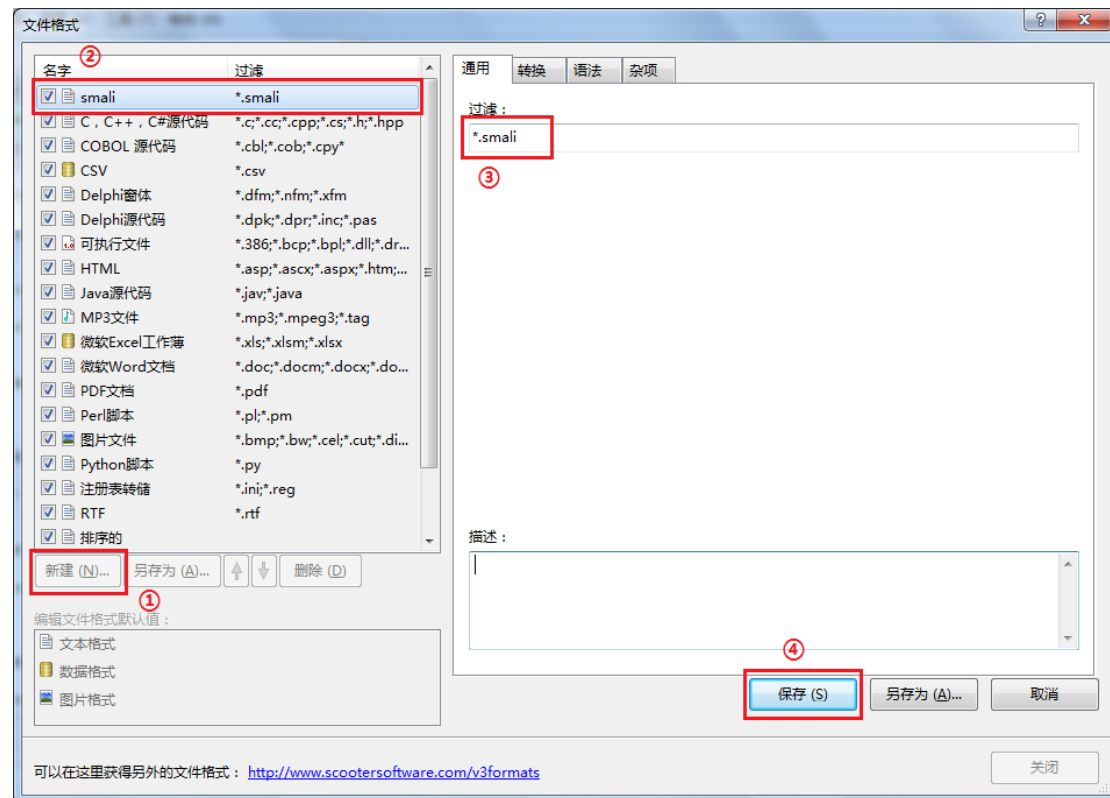 文件格式
②
名字 过滤
smali *.smali
C，C++，C#源代码 *.c;*.cc;*.cpp;*.cs;*.h;*.hpp
COBOL 源代码 *.cbl;*.cob;*.cpy*
CSV *.csv
Delphi窗体 *.dfm;*.nfm;*.xfm
Delphi源代码 *.dpk;*.dpr;*.inc;*.pas
可执行文件 *.386;*.bcp;*.bpl;*.dll;*.dr...
HTML *.asp;*.ascx;*.aspx;*.htm;...
Java源代码 *.jav;*.java
MP3文件 *.mp3;*.mpeg3;*.tag
微软Excel工作薄 *.xls;*.xlsm;*.xlsx
微软Word文档 *.doc;*.docm;*.docx;*.do...
PDF文档 *.pdf
Perl脚本 *.pl;*.pm
图片文件 *.bmp;*.bw;*.cel;*.cut;*.di...
Python脚本 *.py
注册表转储 *.ini;*.reg
RTF *.rtf
排序的
新建 (N)... 另存为 (A)... 删除 (D)
①
编辑文件格式默认值：
文本格式
数据格式
图片格式
通用 转换 语法 杂项
过滤：
*.smali
③
描述：
④
保存 (S) 另存为 (A)... 取消
可以在这里获得另外的文件格式： http://www.scootersoftware.com/v3formats
关闭